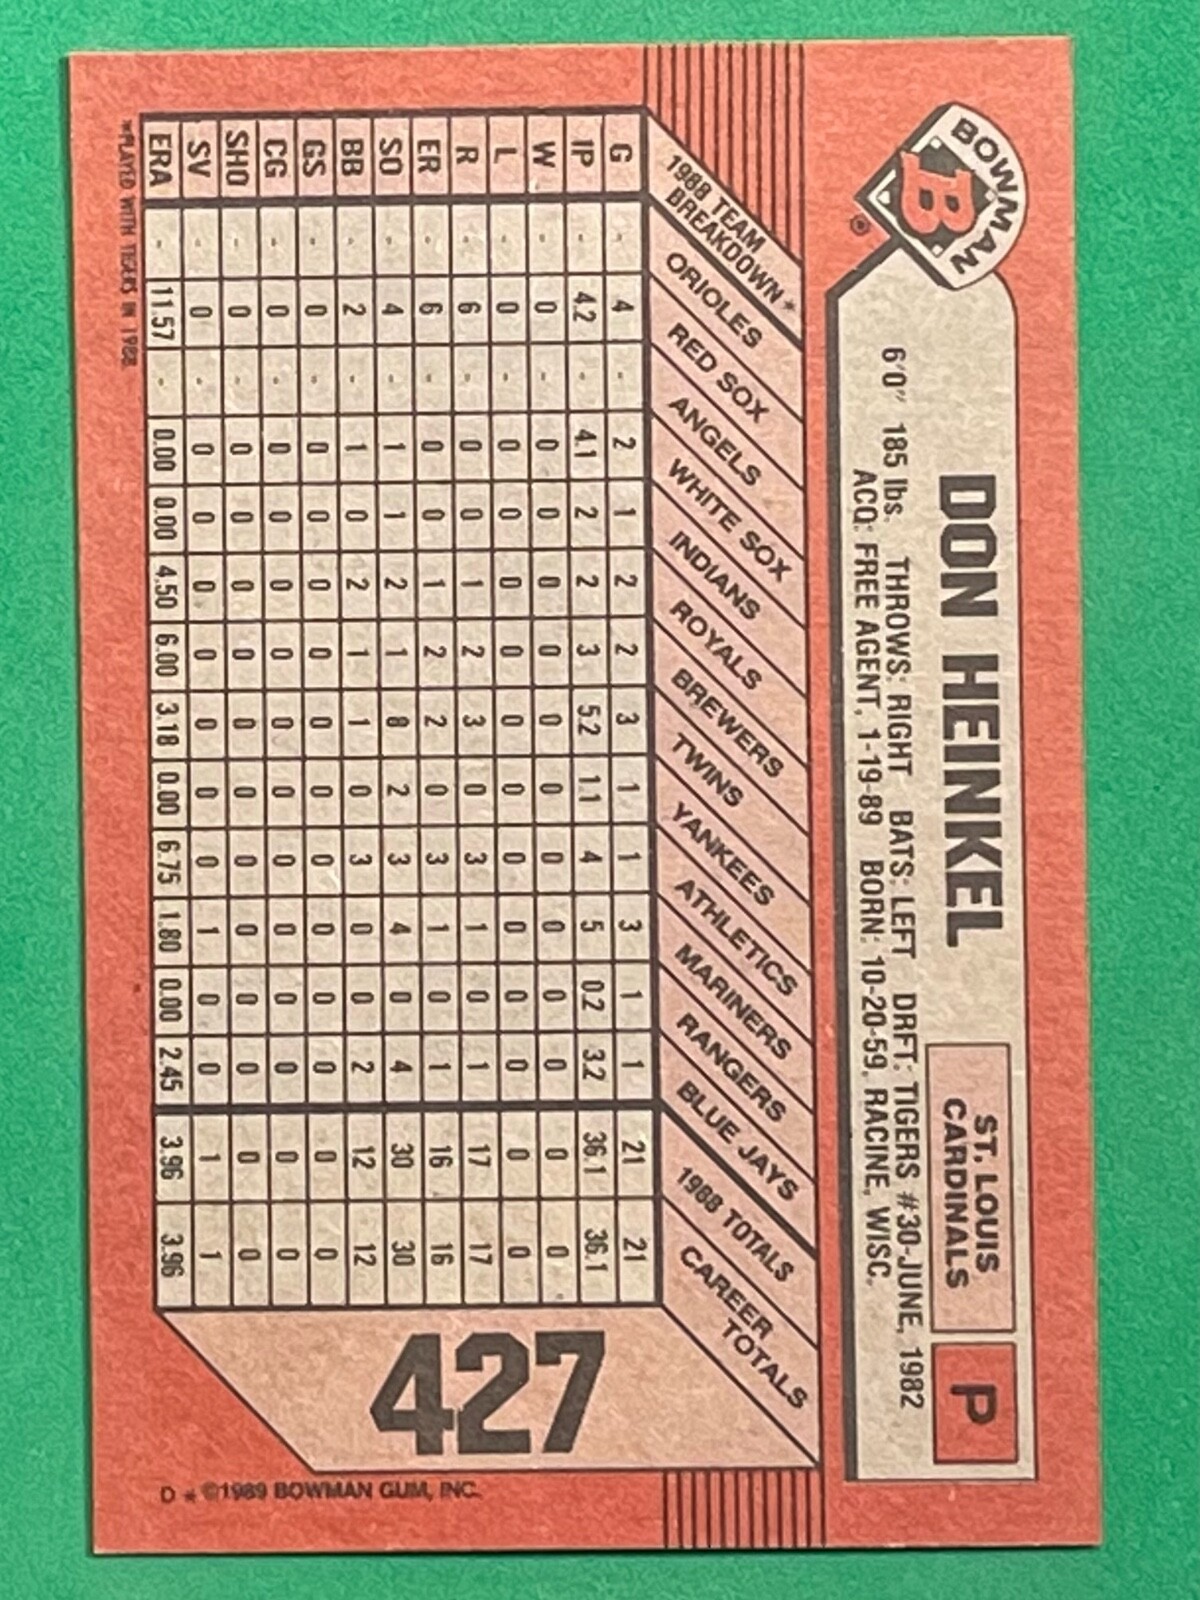 BOWMAN
B
®
DON HEINKEL
ST. LOUIS
CARDINALS
P
6'0" 185 lbs. THROWS: RIGHT BATS: LEFT DRFT: TIGERS #30-JUNE, 1982
ACQ: FREE AGENT, 1-19-89 BORN: 10-20-59, RACINE, WISC.
1988 TEAM
BREAKDOWN*
ORIOLES
RED SOX
ANGELS
WHITE SOX
INDIANS
ROYALS
BREWERS
TWINS
YANKEES
ATHLETICS
MARINERS
RANGERS
BLUE JAYS
1988 TOTALS
CAREER
TOTALS
G - 4 - 2 1 2 2 3 1 1 3 1 1 21 21
IP - 4.2 - 4.1 2 2 3 5.2 1.1 4 5 0.2 3.2 36.1 36.1
W - 0 - 0 0 0 0 0 0 0 0 0 0 0 0
L - 0 - 0 0 0 0 0 0 0 0 0 0 0 0
R - 6 - 0 0 1 2 3 0 3 1 0 1 17 17
ER - 6 - 0 0 1 2 2 0 3 1 0 1 16 16
SO - 4 - 1 1 2 1 8 2 3 4 0 4 30 30
BB - 2 - 1 0 2 1 1 0 3 0 0 2 12 12
GS - 0 - 0 0 0 0 0 0 0 0 0 0 0 0
CG - 0 - 0 0 0 0 0 0 0 0 0 0 0 0
SHO - 0 - 0 0 0 0 0 0 0 0 0 0 0 0
SV - 0 - 0 0 0 0 0 0 0 1 0 0 1 1
ERA - 11.57 - 0.00 0.00 4.50 6.00 3.18 0.00 6.75 1.80 0.00 2.45 3.96 3.96
427
*PLAYED WITH TIGERS IN 1988.
D * ©1989 BOWMAN GUM, INC.